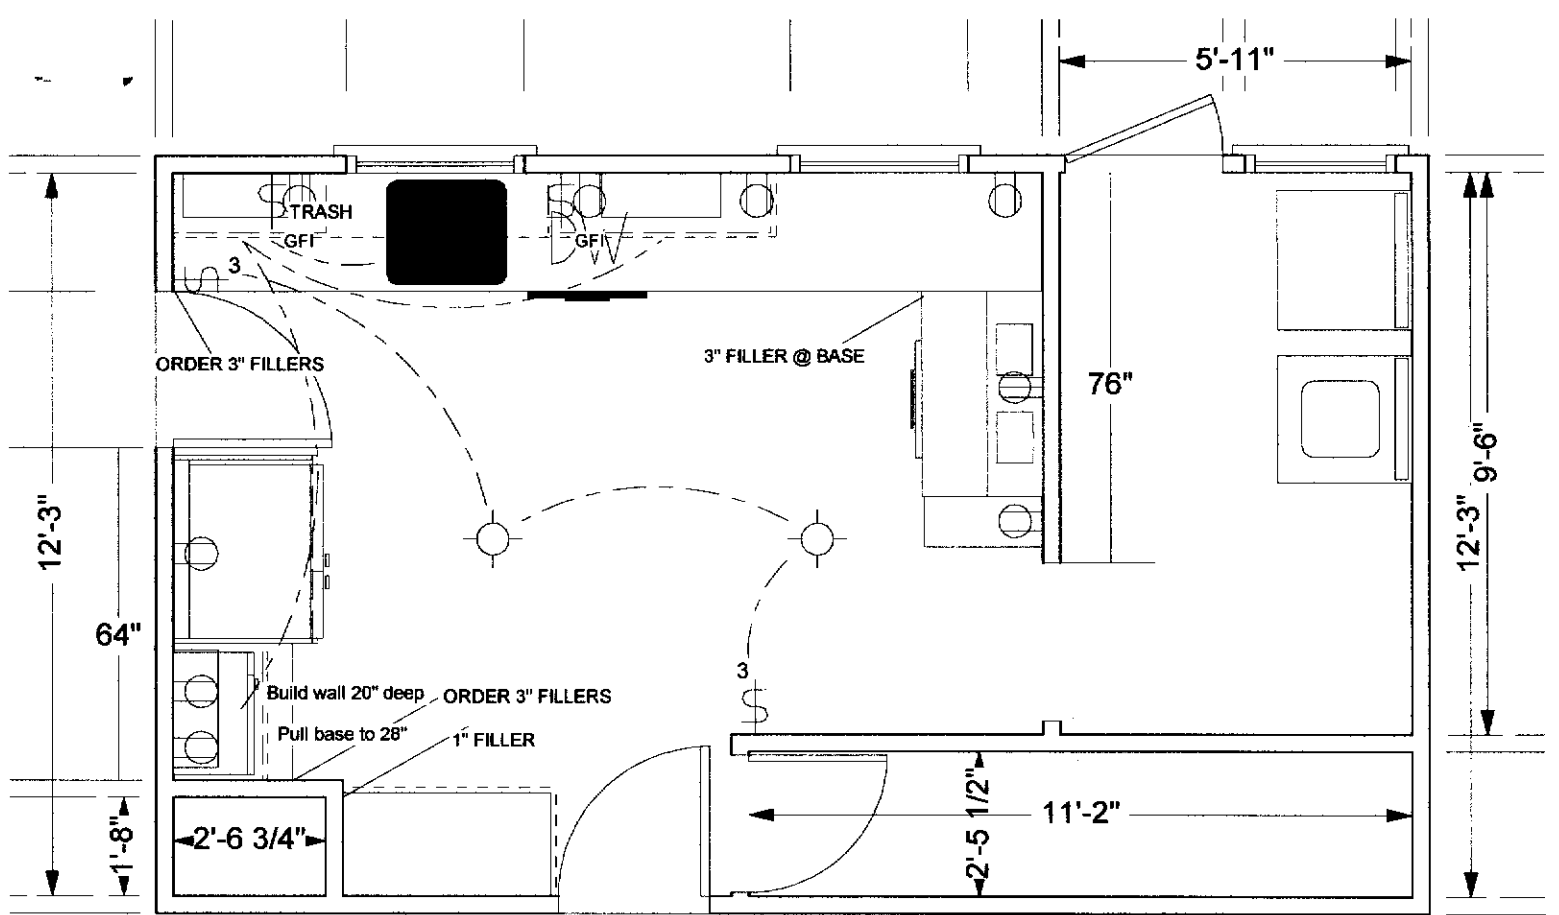 5'-11"
S
TRASH
GFI
S
3
S
GFI
W
ORDER 3" FILLERS
3" FILLER @ BASE
76"
12'-3"
64"
9'-6"
12'-3"
3
S
Build wall 20" deep
ORDER 3" FILLERS
Pull base to 28"
1" FILLER
1'-8"
2'-6 3/4"
2'-5 1/2"
11'-2"